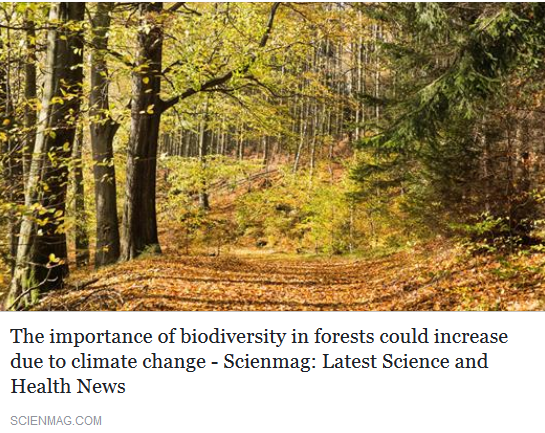 The importance of biodiversity in forests could increase
due to climate change - Scienmag: Latest Science and
Health News
SCIENMAG.COM